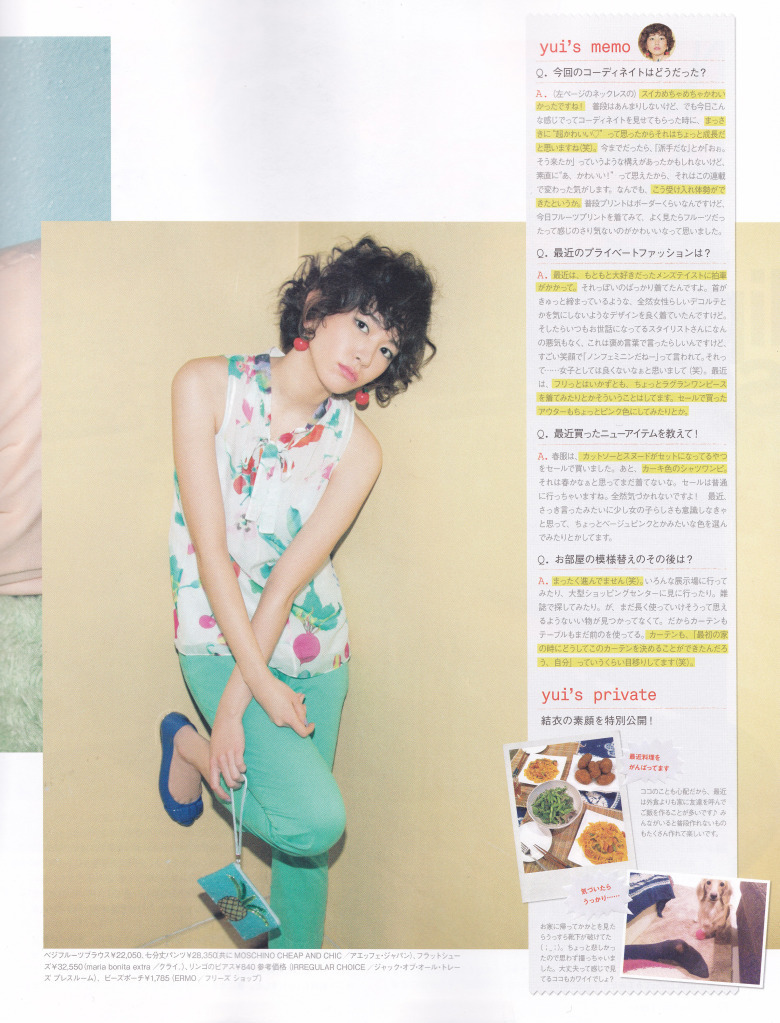 yui's memo
Q. 今回のコーディネイトはどうだった？
A. (左ページのネックレスの) スイカめちゃめちゃかわい
かったですね！ 普段はあんまりしないけど、でも今日こん
な感じでってコーディネイトを見せてもらった時に、まっさ
きに“超かわいい♡”って思ったからそれはちょっと成長だ
と思いますね(笑)。今までだったら、「派手だな」とか「おぉ。
そう来たか」っていうような構えがあったかもしれないけど、
素直に“あ、かわいい！”って思えたから、それはこの連載
で変わった気がします。なんでも、こう受け入れ体勢がで
きたというか。普段プリントはボーダーくらいなんですけど、
今日フルーツプリントを着てみて、よく見たらフルーツだっ
たって感じのさり気ないのがかわいいなって思いました。
Q. 最近のプライベートファッションは？
A. 最近は、もともと大好きだったメンズテイストに拍車
がかかって。それっぽいのばっかり着てたんですよ。首が
きゅっと締まっているような、全然女性らしいデコルテと
かを気にしないようなデザインを良く着ていたんですけど。
そしたらいつもお世話になってるスタイリストさんになん
の悪気もなく、これは褒め言葉で言ったらしいんですけど、
すごい笑顔で「ノンフェミニンだねー」って言われて。それっ
て……女子としては良くないなぁと思いまして(笑)。最近
は、フリっとはいかずとも、ちょっとラグランワンピース
を着てみたりとかそういうことはしてます。セールで買った
アウターもちょっとピンク色にしてみたりとか。
Q. 最近買ったニューアイテムを教えて！
A. 春服は、カットソーとスヌードがセットになってるやつ
をセールで買いました。あと、カーキ色のシャツワンピ。
それは春かなぁと思ってまだ着てないな。セールは普通
に行っちゃいますね。全然気づかれないですよ！ 最近、
さっき言ったみたいに少し女の子らしさも意識しなきゃ
と思って、ちょっとベージュピンクとかみたいな色を選ん
でみたりとかしてます。
Q. お部屋の模様替えのその後は？
A. まったく進んでません(笑)。いろんな展示場に行って
みたり、大型ショッピングセンターに見に行ったり。雑
誌で探してみたり。が、まだ長く使っていけそうって思え
るようないい物が見つかってなくて。だからカーテンも
テーブルもまだ前のを使ってる。カーテンも、「最初の家
の時にどうしてこのカーテンを決めることができたんだろ
う、自分」っていうくらい目移りしてます(笑)。
yui's private
結衣の素顔を特別公開！
最近料理を
がんばってます
ココのことも心配だから、最近
は外食よりも家に友達を呼んで
ご飯を作ることが多いです♪ み
んながいると普段作れないもの
もたくさん作れて楽しいです。
気づいたら
うっかり……
お家に帰ってかかとを見た
らうっすら靴下が破けてた
(；_；)。ちょっと悲しかっ
たので思わず撮っちゃいま
した。大丈夫って感じで見
てるココもカワイイでしょ？
ベジフルーツブラウス¥22,050、七分丈パンツ¥28,350共にMOSCHINO CHEAP AND CHIC／アエッフェ・ジャパン）、フラットシュー
ズ¥32,550（maria bonita extra／クライ.）、リンゴのピアス¥840 参考価格（IRREGULAR CHOICE／ジャック・オブ・オール・トレー
ズ プレスルーム）、ビーズポーチ¥1,785（ERMO／フリーズ ショップ）